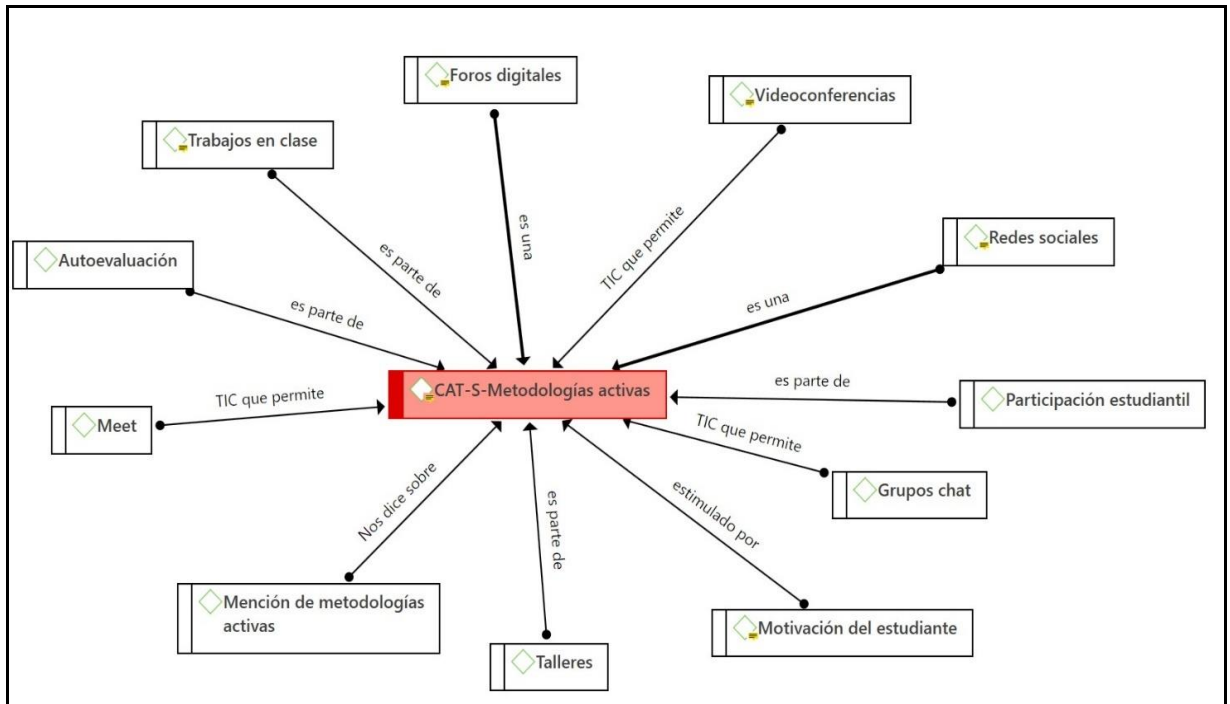 Foros digitales
Videoconferencias
Trabajos en clase
es una
TIC que permite
Redes sociales
es parte de
Autoevaluación
es parte de
es una
CAT-S-Metodologías activas
es parte de
Participación estudiantil
TIC que permite
Meet
TIC que permite
Grupos chat
Nos dice sobre
es parte de
estimulado por
Mención de metodologías
activas
Talleres
Motivación del estudiante